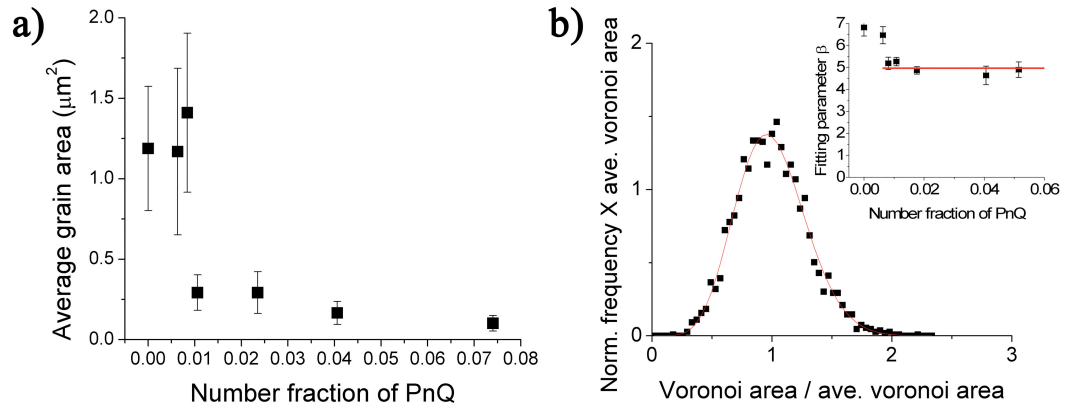 a)
Average grain area (μm²)
2.0
1.5
1.0
0.5
0.0
0.00 0.01 0.02 0.03 0.04 0.05 0.06 0.07 0.08
Number fraction of PnQ
b)
Norm. frequency X ave. voronoi area
2
1
0
0 1 2 3
Voronoi area / ave. voronoi area
Fitting parameter β
7
6
5
4
3
2
1
0
0.00 0.02 0.04 0.06
Number fraction of PnQ